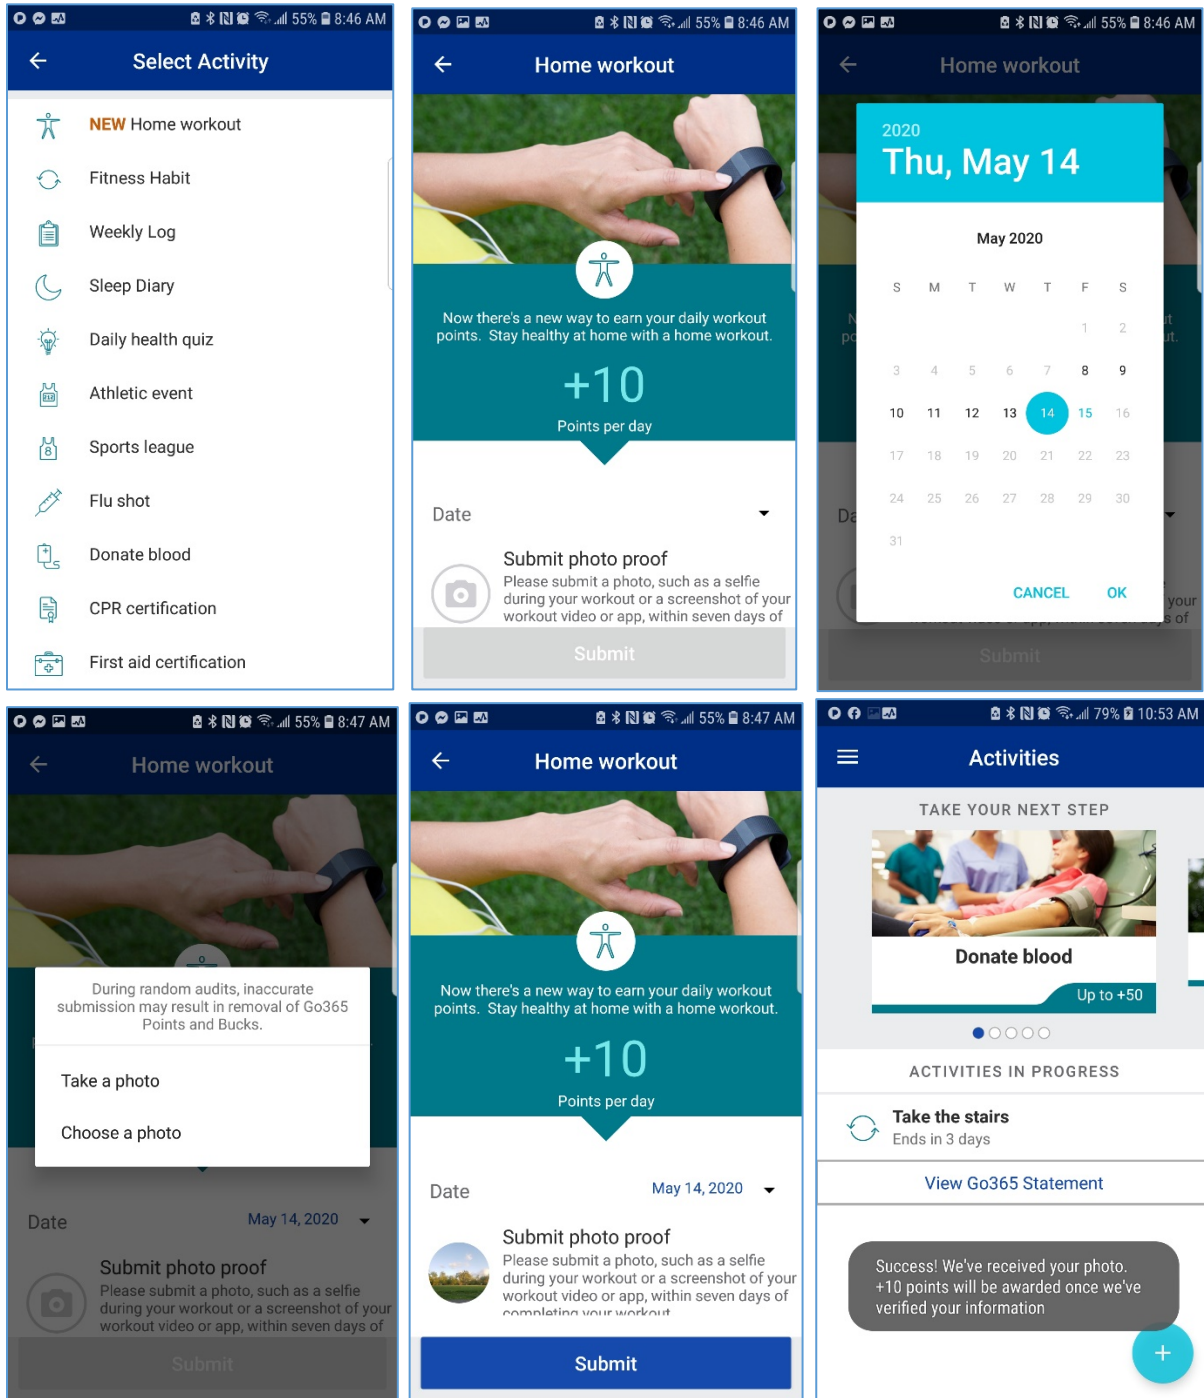 55% 8:46 AM
Select Activity
NEW Home workout
Fitness Habit
Weekly Log
Sleep Diary
Daily health quiz
Athletic event
Sports league
Flu shot
Donate blood
CPR certification
First aid certification
55% 8:46 AM
Home workout
Now there's a new way to earn your daily workout
points. Stay healthy at home with a home workout.
+10
Points per day
Date
Submit photo proof
Please submit a photo, such as a selfie
during your workout or a screenshot of your
workout video or app, within seven days of
Submit
55% 8:46 AM
Home workout
2020
Thu, May 14
May 2020
S M T W T F S
1 2
3 4 5 6 7 8 9
10 11 12 13 14 15 16
17 18 19 20 21 22 23
24 25 26 27 28 29 30
31
CANCEL OK
Submit
55% 8:47 AM
Home workout
During random audits, inaccurate
submission may result in removal of Go365
Points and Bucks.
Take a photo
Choose a photo
Date May 14, 2020
Submit photo proof
Please submit a photo, such as a selfie
during your workout or a screenshot of your
workout video or app, within seven days of
Submit
55% 8:47 AM
Home workout
Now there's a new way to earn your daily workout
points. Stay healthy at home with a home workout.
+10
Points per day
Date May 14, 2020
Submit photo proof
Please submit a photo, such as a selfie
during your workout or a screenshot of your
workout video or app, within seven days of
completing your workout
Submit
79% 10:53 AM
Activities
TAKE YOUR NEXT STEP
Donate blood
Up to +50
ACTIVITIES IN PROGRESS
Take the stairs
Ends in 3 days
View Go365 Statement
Success! We've received your photo.
+10 points will be awarded once we've
verified your information
+